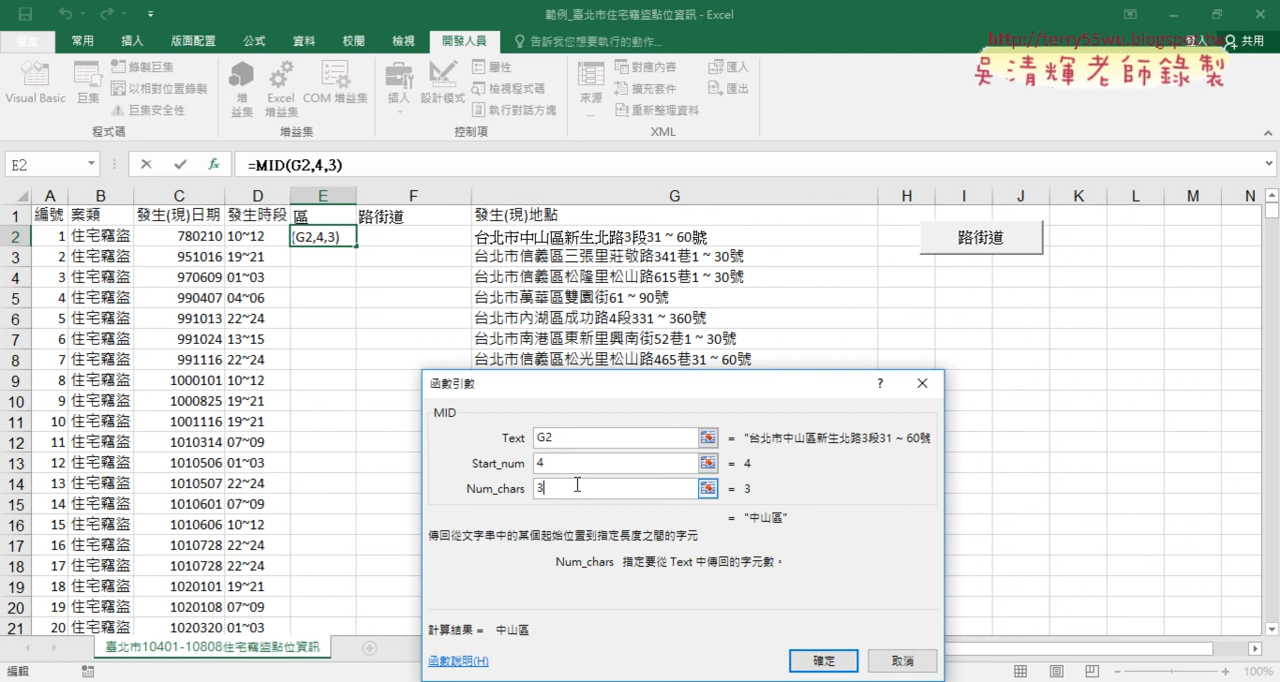 範例_臺北市住宅竊盜點位資訊 - Excel
http://terry55wu.blogspot.tw
吳清輝老師錄製
檔案 常用 插入 版面配置 公式 資料 校閱 檢視 開發人員 告訴我您想要執行的動作... 登入 共用
Visual Basic 巨集 錄製巨集 以相對位置錄製 巨集安全性 程式碼
增益集 Excel 增益集 COM 增益集 增益集
插入 設計模式 屬性 檢視程式碼 執行對話方塊 控制項
來源 對應內容 擴充套件 重新整理資料 匯入 匯出 XML
E2 =MID(G2,4,3)
A B C D E F G H I J K L M N
1 編號 案類 發生(現)日期 發生時段 區 路街道 發生(現)地點
2 1 住宅竊盜 780210 10~12 (G2,4,3) 台北市中山區新生北路3段31~60號 路街道
3 2 住宅竊盜 951016 19~21 台北市信義區三張里莊敬路341巷1~30號
4 3 住宅竊盜 970609 01~03 台北市信義區松隆里松山路615巷1~30號
5 4 住宅竊盜 990407 04~06 台北市萬華區雙園街61~90號
6 5 住宅竊盜 991013 22~24 台北市內湖區成功路4段331~360號
7 6 住宅竊盜 991024 13~15 台北市南港區東新里興南街52巷1~30號
8 7 住宅竊盜 991116 22~24 台北市信義區松光里松山路465巷31~60號
9 8 住宅竊盜 1000101 10~12
10 9 住宅竊盜 1000825 19~21
11 10 住宅竊盜 1001116 19~21
12 11 住宅竊盜 1010314 07~09
13 12 住宅竊盜 1010506 01~03
14 13 住宅竊盜 1010507 22~24
15 14 住宅竊盜 1010601 07~09
16 15 住宅竊盜 1010606 10~12
17 16 住宅竊盜 1010728 22~24
18 17 住宅竊盜 1010728 22~24
19 18 住宅竊盜 1020101 19~21
20 19 住宅竊盜 1020108 07~09
21 20 住宅竊盜 1020320 01~03
函數引數 ?
MID
Text G2 = "台北市中山區新生北路3段31~60號
Start_num 4 = 4
Num_chars 3 = 3
= "中山區"
傳回從文字串中的某個起始位置到指定長度之間的字元
Num_chars 指定要從 Text 中傳回的字元數。
計算結果 = 中山區
函數說明(H) 確定 取消
臺北市10401-10808住宅竊盜點位資訊
編輯 100%